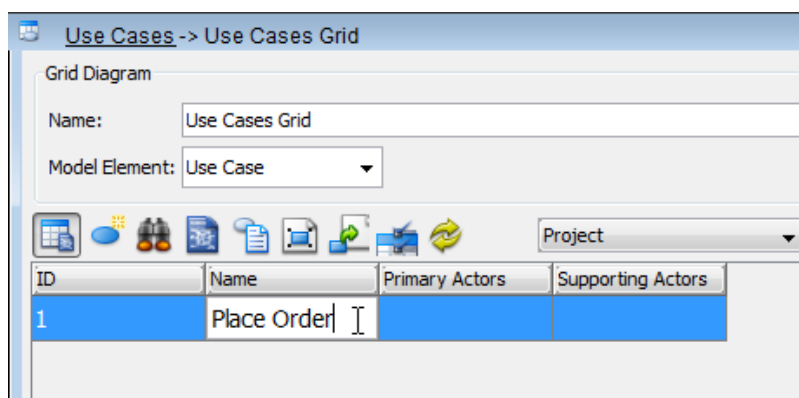 Use Cases -> Use Cases Grid
Grid Diagram
Name: Use Cases Grid
Model Element: Use Case
Project
ID Name Primary Actors Supporting Actors
1 Place Order